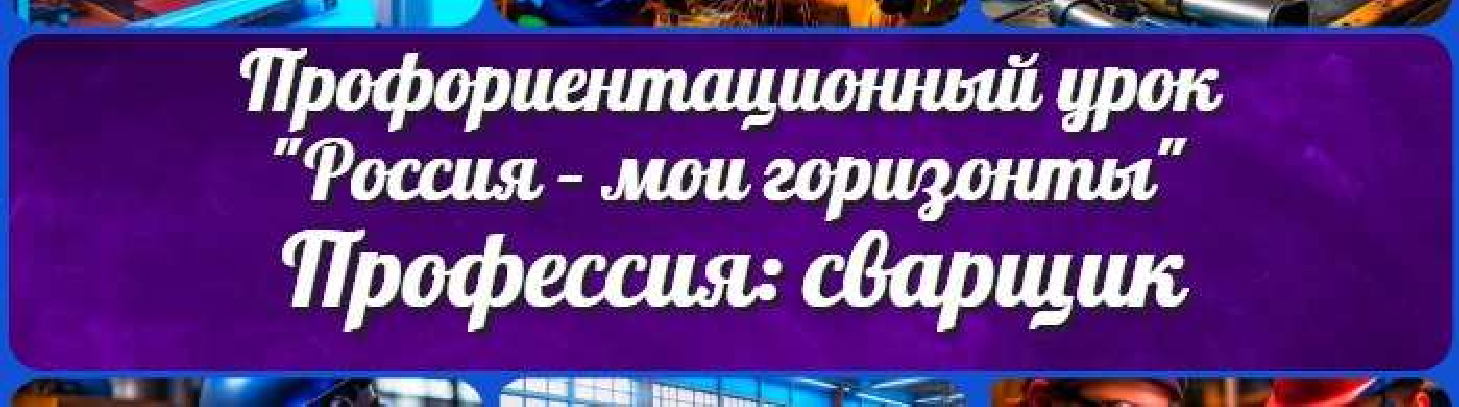 Профориентационный урок
"Россия - мои горизонты"
Профессия: сварщик